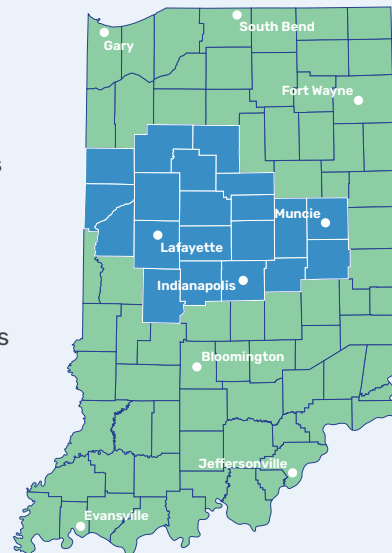 South Bend
Gary
Fort Wayne
s
Muncie
Lafayette
Indianapolis
s
Bloomington
Jeffersonville
Evansville